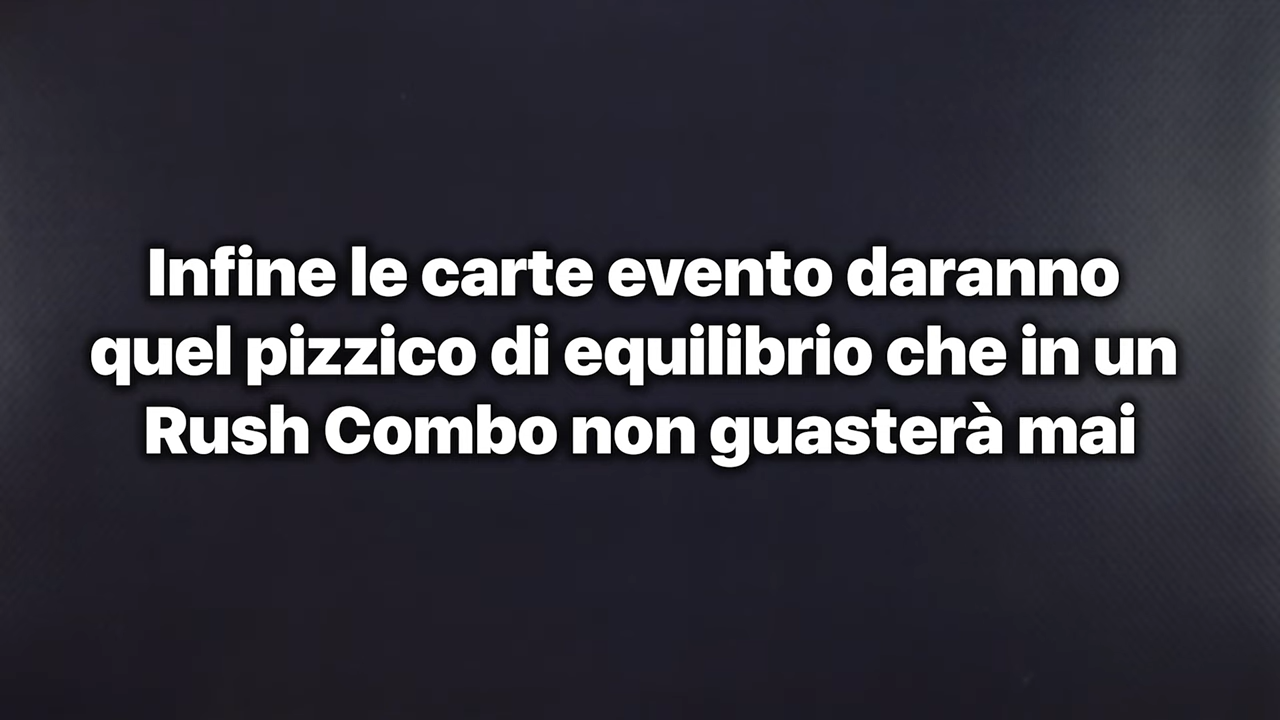 Infine le carte evento daranno
quel pizzico di equilibrio che in un
Rush Combo non guasterà mai